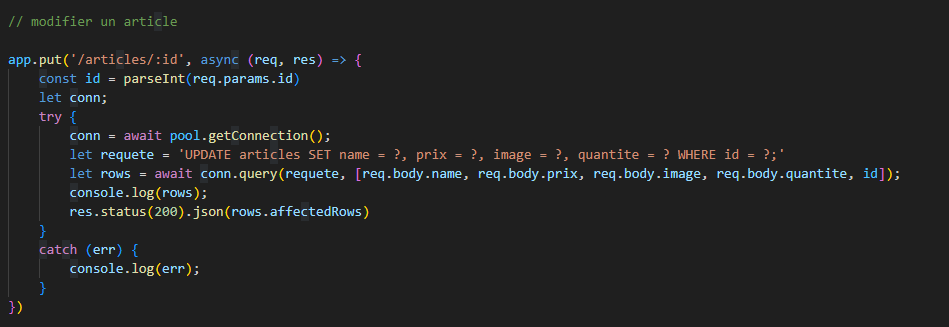 // modifier un article
app.put('/articles/:id', async (req, res) => {
const id = parseInt(req.params.id)
let conn;
try {
conn = await pool.getConnection();
let requete = 'UPDATE articles SET name = ?, prix = ?, image = ?, quantite = ? WHERE id = ?;'
let rows = await conn.query(requete, [req.body.name, req.body.prix, req.body.image, req.body.quantite, id]);
console.log(rows);
res.status(200).json(rows.affectedRows)
}
catch (err) {
console.log(err);
}
})